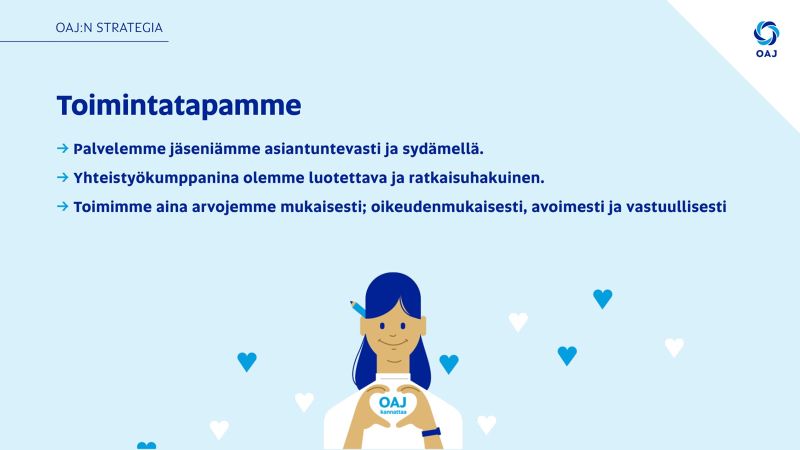 OAJ:N STRATEGIA
OAJ
Toimintatapamme
→ Palvelemme jäseniämme asiantuntevasti ja sydämellä.
→ Yhteistyökumppanina olemme luotettava ja ratkaisuhakuinen.
→ Toimimme aina arvojemme mukaisesti; oikeudenmukaisesti, avoimesti ja vastuullisesti
OAJ
kannattaa